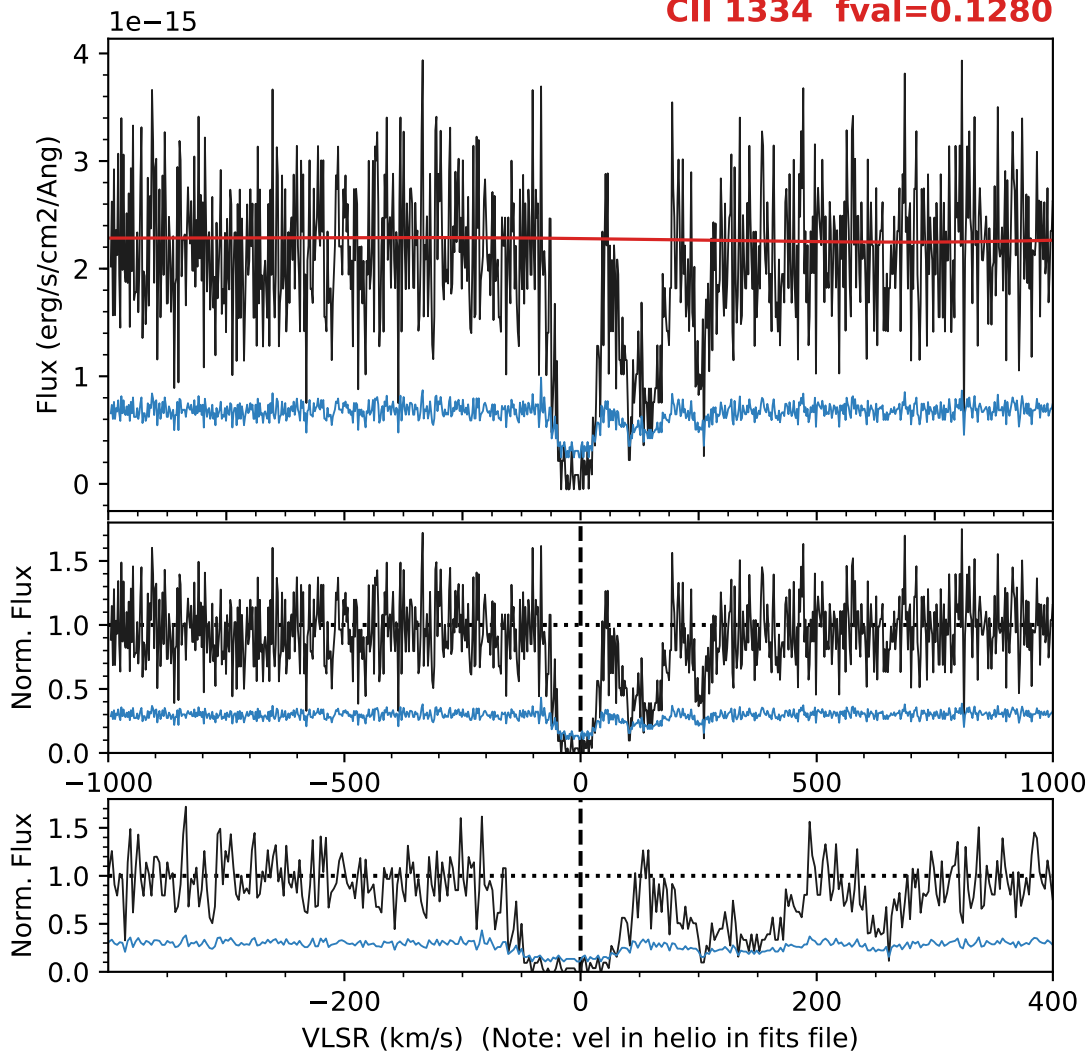 CII 1334 fval=0.1280
1e−15
4
3
2
1
0
Flux (erg/s/cm2/Ang)
1.5
1.0
0.5
0.0
Norm. Flux
−1000 −500 0 500 1000
1.5
1.0
0.5
0.0
Norm. Flux
−200 0 200 400
VLSR (km/s) (Note: vel in helio in fits file)